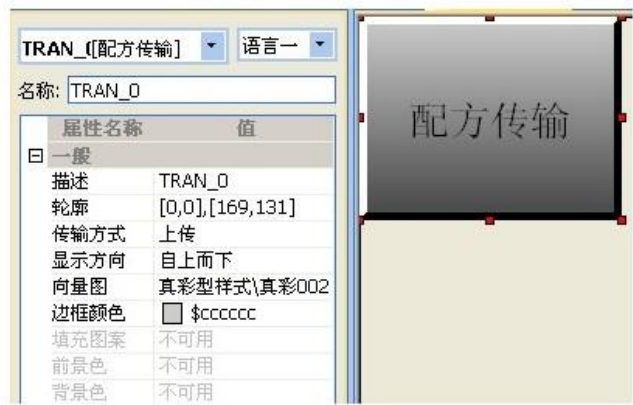 TRAN_([配方传输] 语言一
名称: TRAN_0
属性名称 值
一般
描述 TRAN_0
轮廓 [0,0],[169,131]
传输方式 上传
显示方向 自上而下
向量图 真彩型样式\真彩002
边框颜色 $cccccc
填充图案 不可用
前景色 不可用
背景色 不可用
配方传输